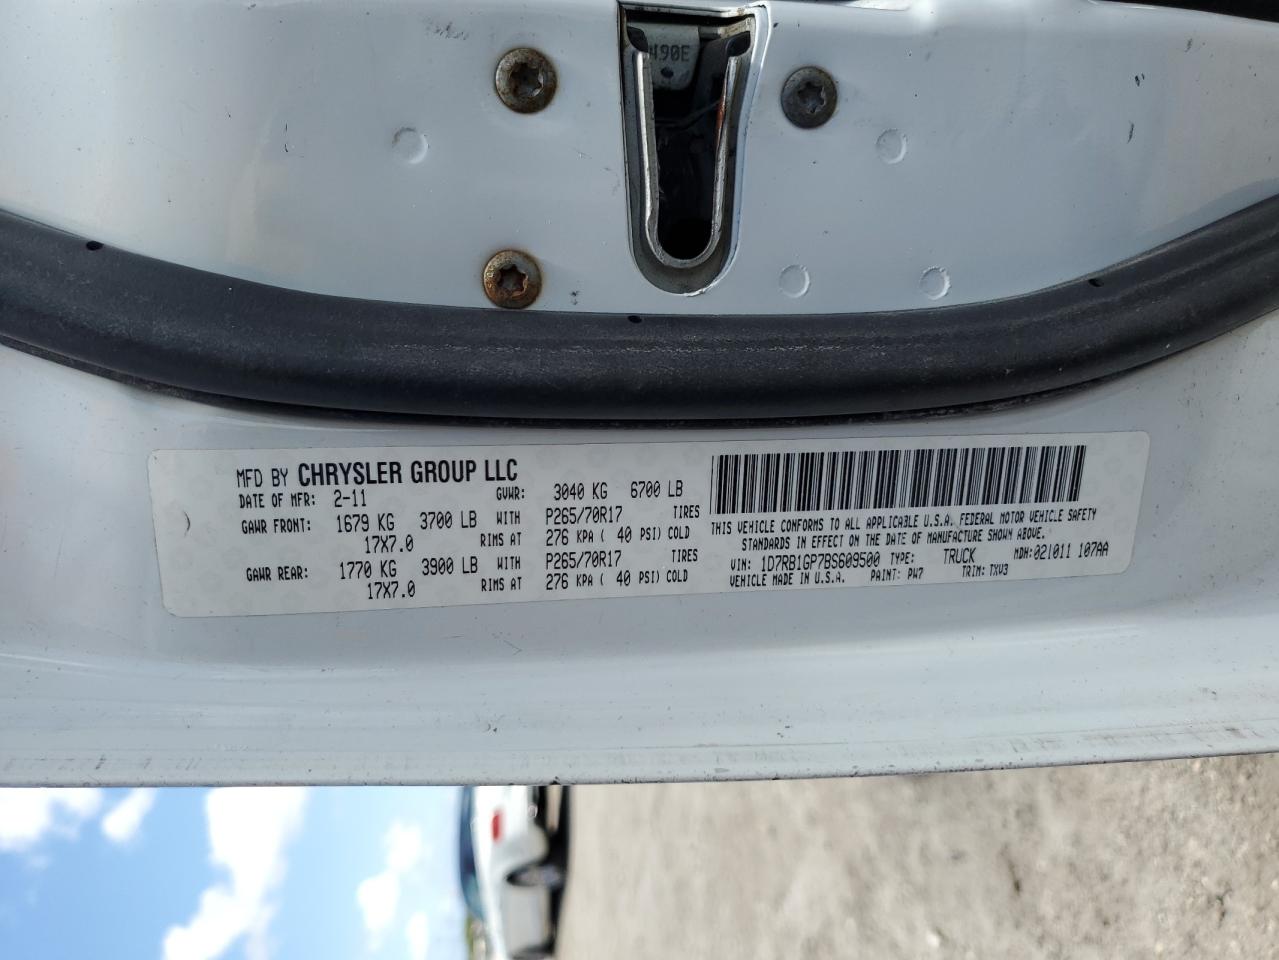 490E
MFD BY CHRYSLER GROUP LLC
DATE OF MFR: 2-11 GVWR: 3040 KG 6700 LB
GAWR FRONT: 1679 KG 3700 LB WITH P265/70R17 TIRES
17X7.0 RIMS AT 276 KPA ( 40 PSI) COLD
GAWR REAR: 1770 KG 3900 LB WITH P265/70R17 TIRES
17X7.0 RIMS AT 276 KPA ( 40 PSI) COLD
THIS VEHICLE CONFORMS TO ALL APPLICABLE U.S.A. FEDERAL MOTOR VEHICLE SAFETY
STANDARDS IN EFFECT ON THE DATE OF MANUFACTURE SHOWN ABOVE.
VIN: 1D7RB1GP7BS609500 TYPE: TRUCK MDH:021011 107AA
VEHICLE MADE IN U.S.A. PAINT: PW7 TRIM: TXV3